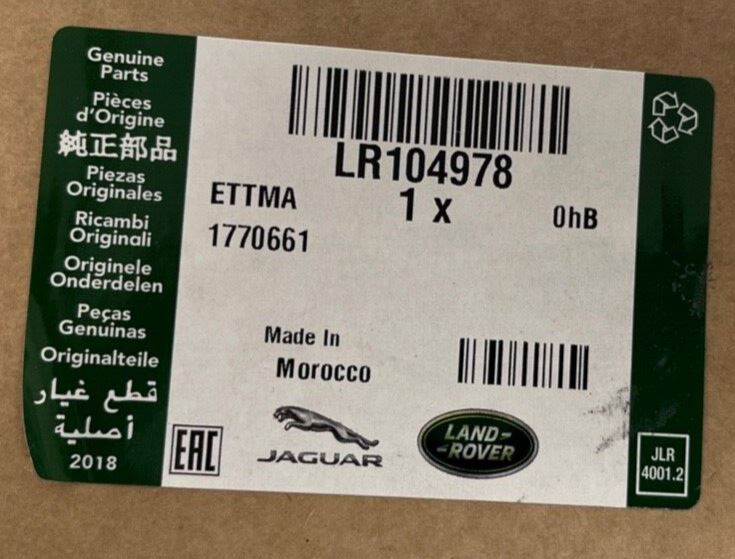 Genuine
Parts
Pièces
d'Origine
純正部品
Piezas
Originales
Ricambi
Originali
Originele
Onderdelen
Peças
Genuinas
Originalteile
قطع غيار
أصلية
2018
LR104978
ETTMA
1 x
0hB
1770661
Made In
Morocco
EAC
JAGUAR
LAND-
-ROVER
JLR
4001.2